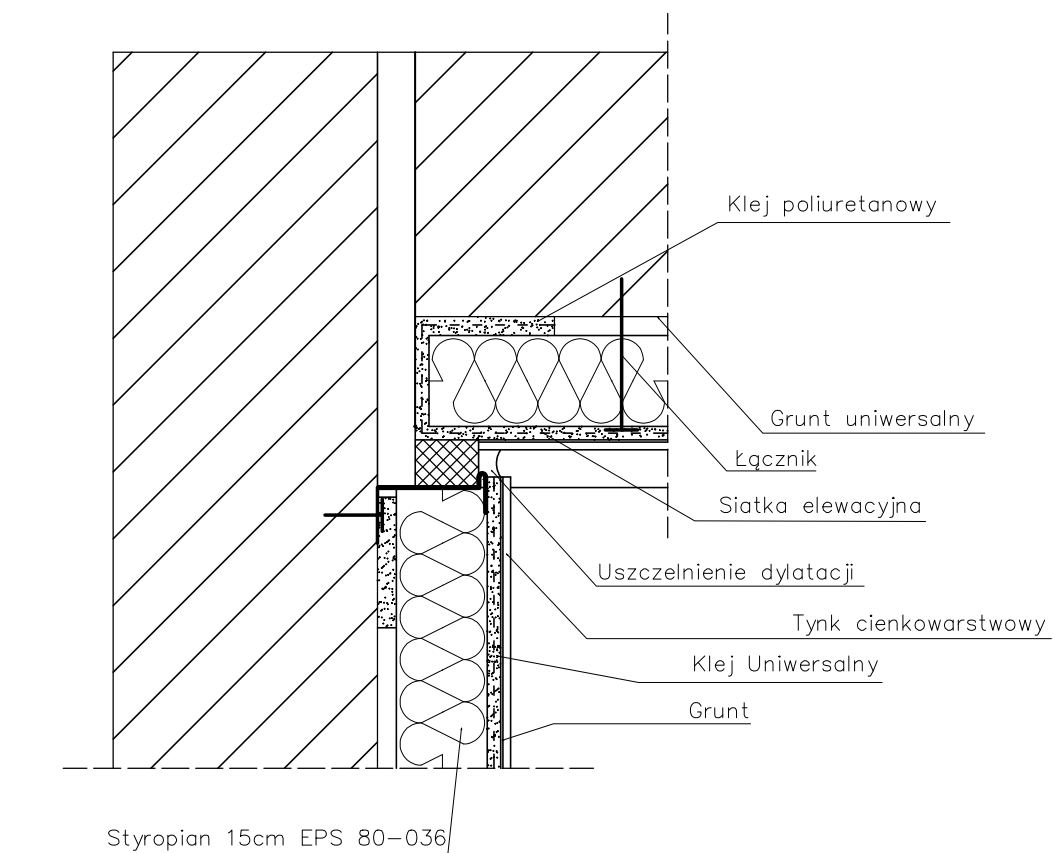 Klej poliuretanowy
Grunt uniwersalny
Łącznik
Siatka elewacyjna
Uszczelnienie dylatacji
Tynk cienkowarstwowy
Klej Uniwersalny
Grunt
Styropian 15cm EPS 80-036